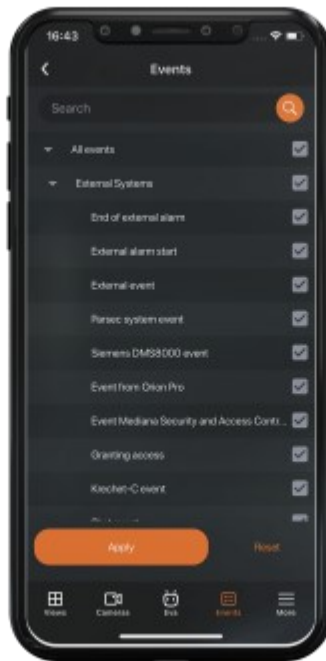 16:43
Events
Search
All events
External Systems
End of external alarm
External alarm start
External event
Parsec system event
Siemens DMS8000 event
Event from Orion Pro
Event Mediana Security and Access Contr...
Granting access
Krechet-C event
Apply
Reset
Views
Cameras
Eva
Events
More